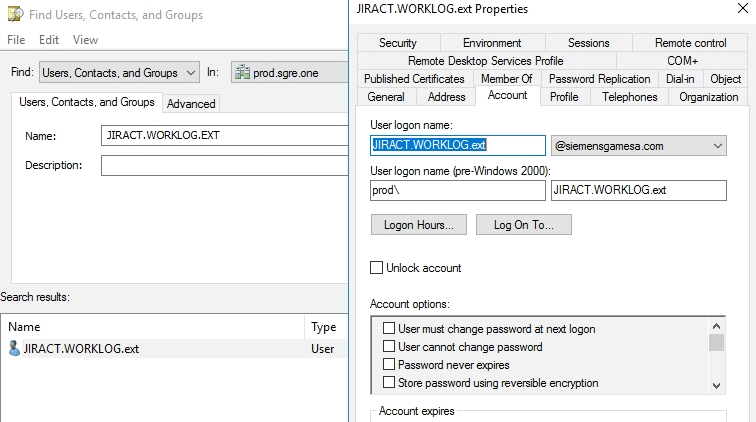 Find Users, Contacts, and Groups
File Edit View
Find: Users, Contacts, and Groups In: prod.sgre.one
Users, Contacts, and Groups Advanced
Name: JIRACT.WORKLOG.EXT
Description:
Search results:
Name Type
JIRACT.WORKLOG.ext User
JIRACT.WORKLOG.ext Properties
Security Environment Sessions Remote control
Remote Desktop Services Profile COM+
Published Certificates Member Of Password Replication Dial-in Object
General Address Account Profile Telephones Organization
User logon name:
JIRACT.WORKLOG.ext @siemensgamesa.com
User logon name (pre-Windows 2000):
prod\ JIRACT.WORKLOG.ext
Logon Hours... Log On To...
Unlock account
Account options:
User must change password at next logon
User cannot change password
Password never expires
Store password using reversible encryption
Account expires